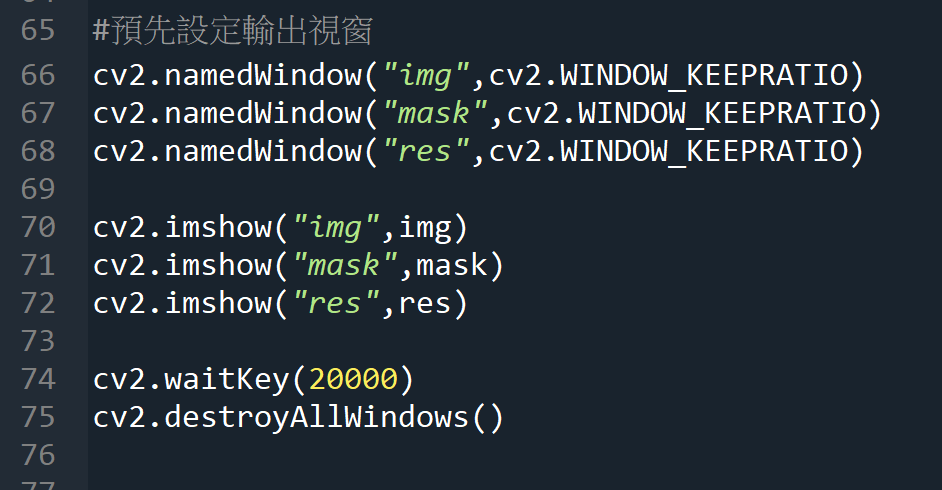 65 #預先設定輸出視窗
66 cv2.namedWindow("img",cv2.WINDOW_KEEPRATIO)
67 cv2.namedWindow("mask",cv2.WINDOW_KEEPRATIO)
68 cv2.namedWindow("res",cv2.WINDOW_KEEPRATIO)
69
70 cv2.imshow("img",img)
71 cv2.imshow("mask",mask)
72 cv2.imshow("res",res)
73
74 cv2.waitKey(20000)
75 cv2.destroyAllWindows()
76